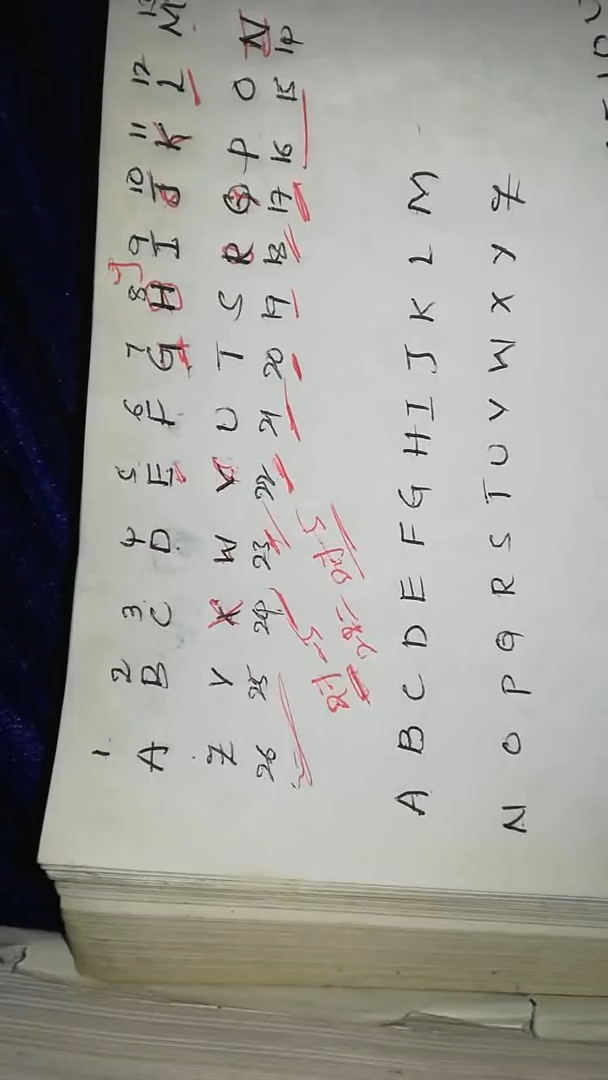 1 2 3 4 5 6 7 8 9 10 11 12 13
A B C D E F G H I J K L M
Z Y X W V U T S R Q P O N
26 25 24 23 22 21 20 19 18 17 16 15 14
A B C D E F G H I J K L M
N O P Q R S T U V W X Y Z